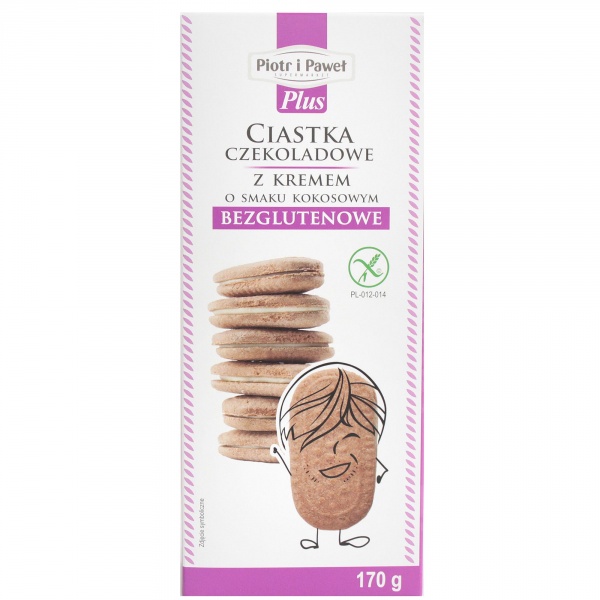 Piotr i Paweł
SUPERMARKET
Plus
CIASTKA
CZEKOLADOWE
Z KREMEM
O SMAKU KOKOSOWYM
BEZGLUTENOWE
PL-012-014
Zdjęcie symboliczne
170 g